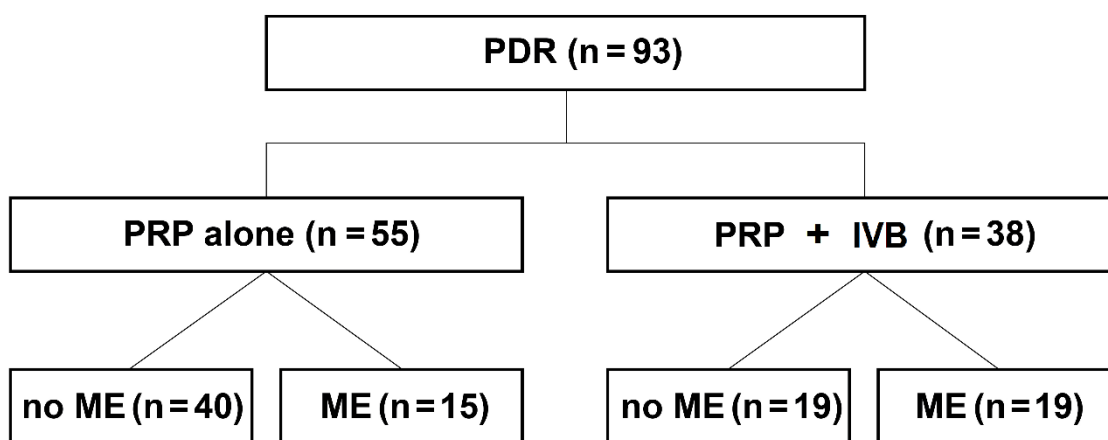 PDR (n = 93)
PRP alone (n = 55)
PRP + IVB (n = 38)
no ME (n = 40)
ME (n = 15)
no ME (n = 19)
ME (n = 19)